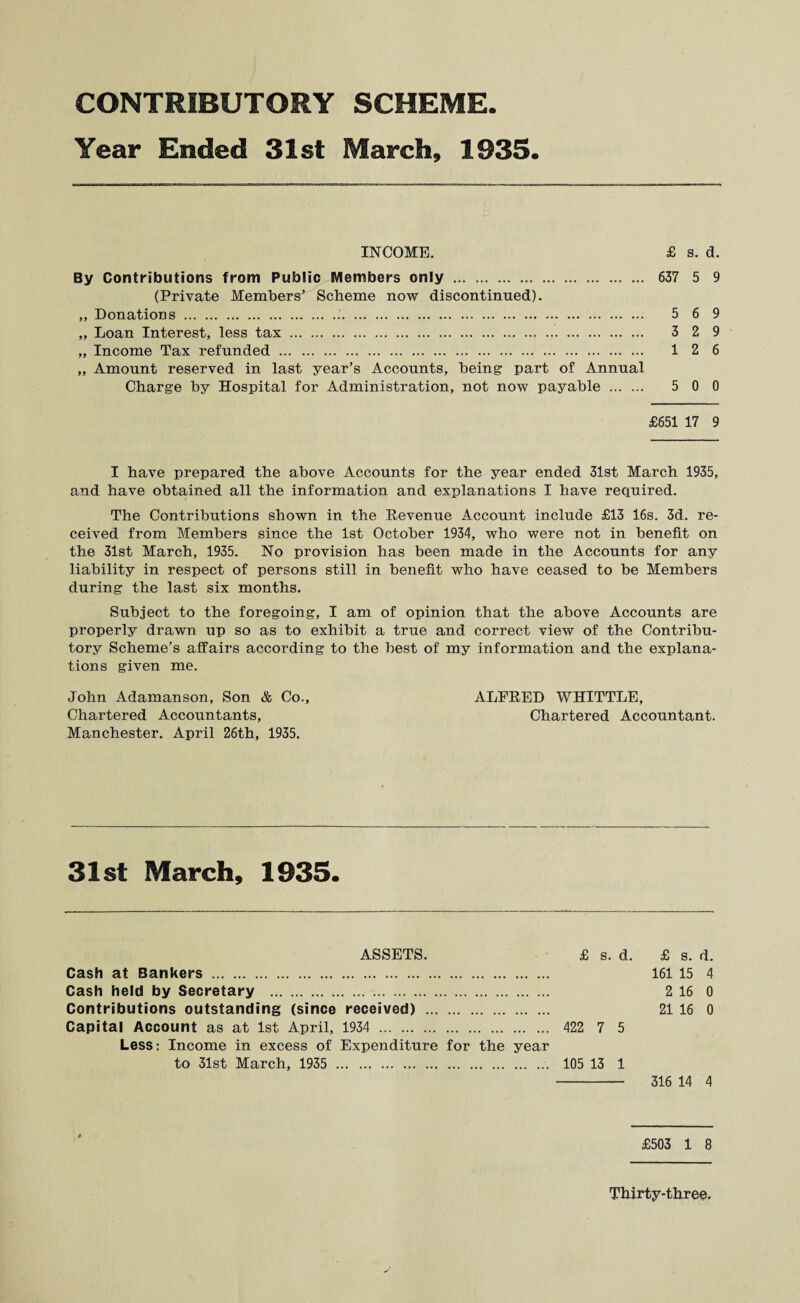 CONTRIBUTORY SCHEME.
Year Ended 31st March, 1935.
INCOME. £ s. d.
By Contributions from Public Members only ... ... ... ... ... ... ... ... ... 637 5 9
(Private Members' Scheme now discontinued).
,, Donations ... ... ... ... ... ... ... ... ... ... ... ... ... ... ... ... ... ... ... ... 5 6 9
,, Loan Interest, less tax ... ... ... ... ... ... ... ... ... ... ... ... ... ... ... ... 3 2 9
,, Income Tax refunded ... ... ... ... ... ... ... ... ... ... ... ... ... ... ... ... 1 2 6
,, Amount reserved in last year's Accounts, being part of Annual
Charge by Hospital for Administration, not now payable ... ... 5 0 0
£651 17 9
I have prepared the above Accounts for the year ended 31st March 1935,
and have obtained all the information and explanations I have required.
The Contributions shown in the Revenue Account include £13 16s. 3d. re-
ceived from Members since the 1st October 1934, who were not in benefit on
the 31st March, 1935. No provision has been made in the Accounts for any
liability in respect of persons still in benefit who have ceased to be Members
during the last six months.
Subject to the foregoing, I am of opinion that the above Accounts are
properly drawn up so as to exhibit a true and correct view of the Contribu-
tory Scheme's affairs according to the best of my information and the explana-
tions given me.
John Adamanson, Son & Co., ALFRED WHITTLE,
Chartered Accountants, Chartered Accountant.
Manchester. April 26th, 1935.
31st March, 1935.
ASSETS. £ s. d. £ s. d.
Cash at Bankers ... ... ... ... ... ... ... ... ... ... ... ... ... ... ... 161 15 4
Cash held by Secretary ... ... ... ... ... ... ... ... ... ... ... ... ... 2 16 0
Contributions outstanding (since received) ... ... ... ... ... ... 21 16 0
Capital Account as at 1st April, 1934 ... ... ... ... ... ... ... ... 422 7 5
Less: Income in excess of Expenditure for the year
to 31st March, 1935 ... ... ... ... ... ... ... ... ... ... 105 13 1
316 14 4
£503 1 8
Thirty-three.